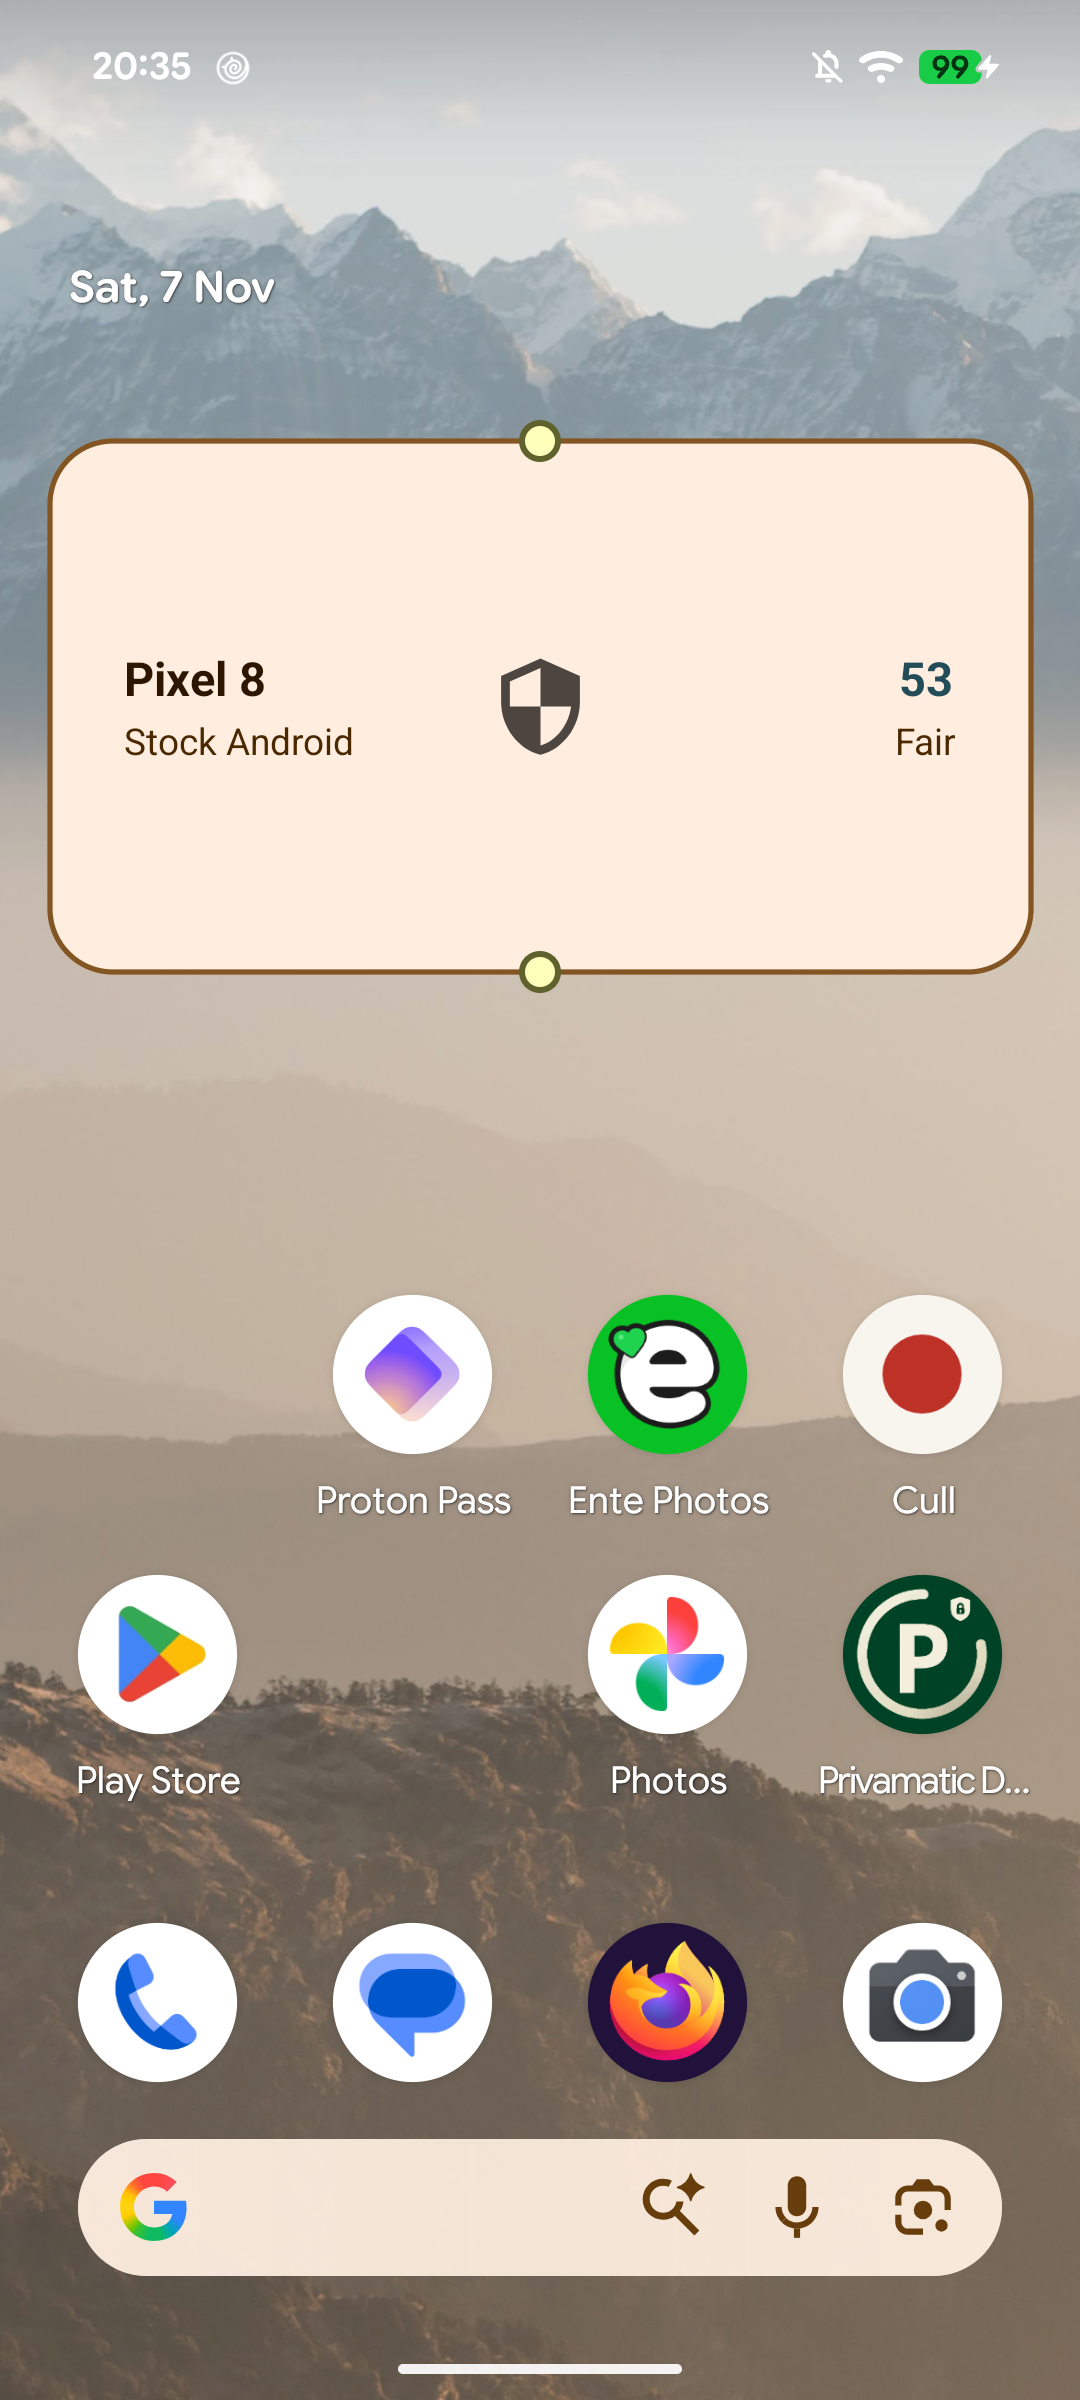 20:35
99
Sat, 7 Nov
Pixel 8
Stock Android
53
Fair
Proton Pass
Ente Photos
Cull
Play Store
Photos
Privamatic D...